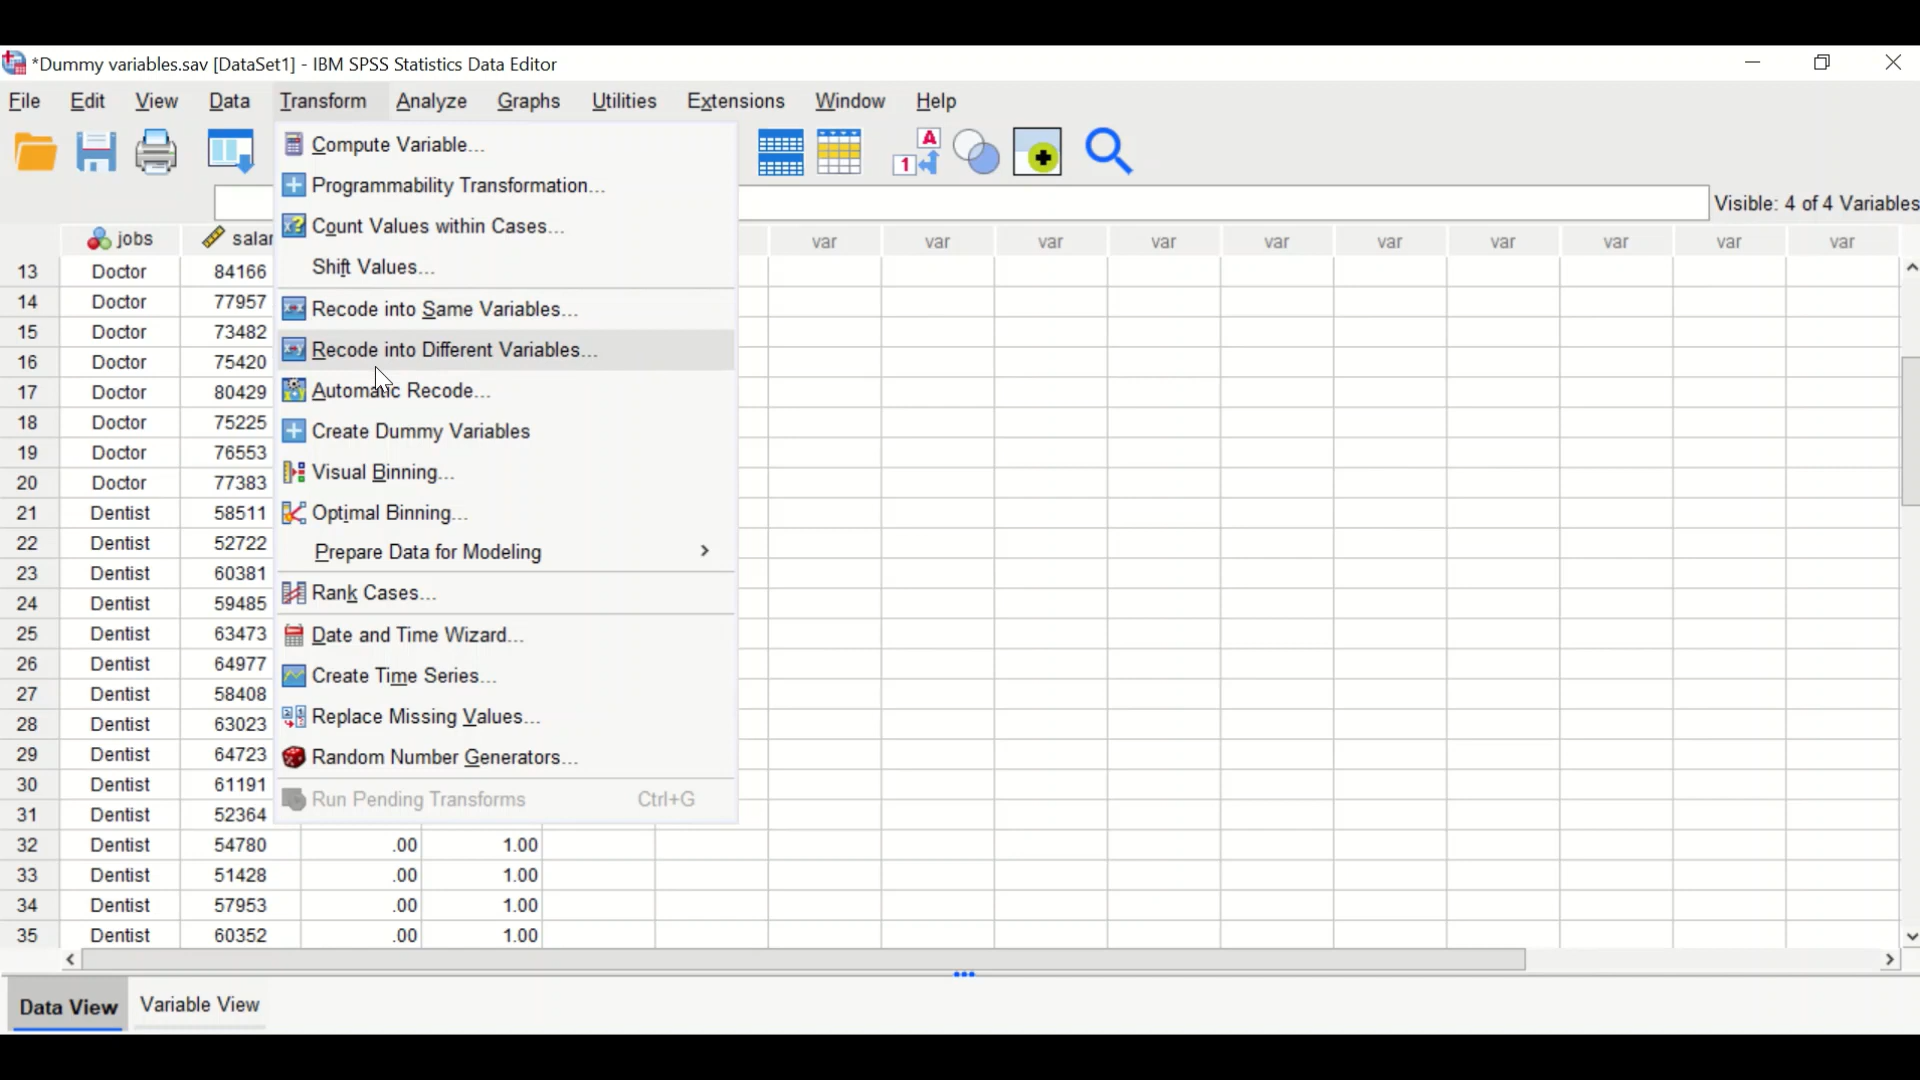 *Dummy variables.sav [DataSet1] - IBM SPSS Statistics Data Editor
File Edit View Data Transform Analyze Graphs Utilities Extensions Window Help
A
1
Visible: 4 of 4 Variables
Compute Variable...
Programmability Transformation...
Count Values within Cases...
Shift Values...
Recode into Same Variables...
Recode into Different Variables...
Automatic Recode...
Create Dummy Variables
Visual Binning...
Optimal Binning...
Prepare Data for Modeling
Rank Cases...
Date and Time Wizard...
Create Time Series...
Replace Missing Values...
Random Number Generators...
Run Pending Transforms Ctrl+G
jobs salar var var var var var var var var var var
13 Doctor 84166
14 Doctor 77957
15 Doctor 73482
16 Doctor 75420
17 Doctor 80429
18 Doctor 75225
19 Doctor 76553
20 Doctor 77383
21 Dentist 58511
22 Dentist 52722
23 Dentist 60381
24 Dentist 59485
25 Dentist 63473
26 Dentist 64977
27 Dentist 58408
28 Dentist 63023
29 Dentist 64723
30 Dentist 61191
31 Dentist 52364
32 Dentist 54780 .00 1.00
33 Dentist 51428 .00 1.00
34 Dentist 57953 .00 1.00
35 Dentist 60352 .00 1.00
Data View Variable View